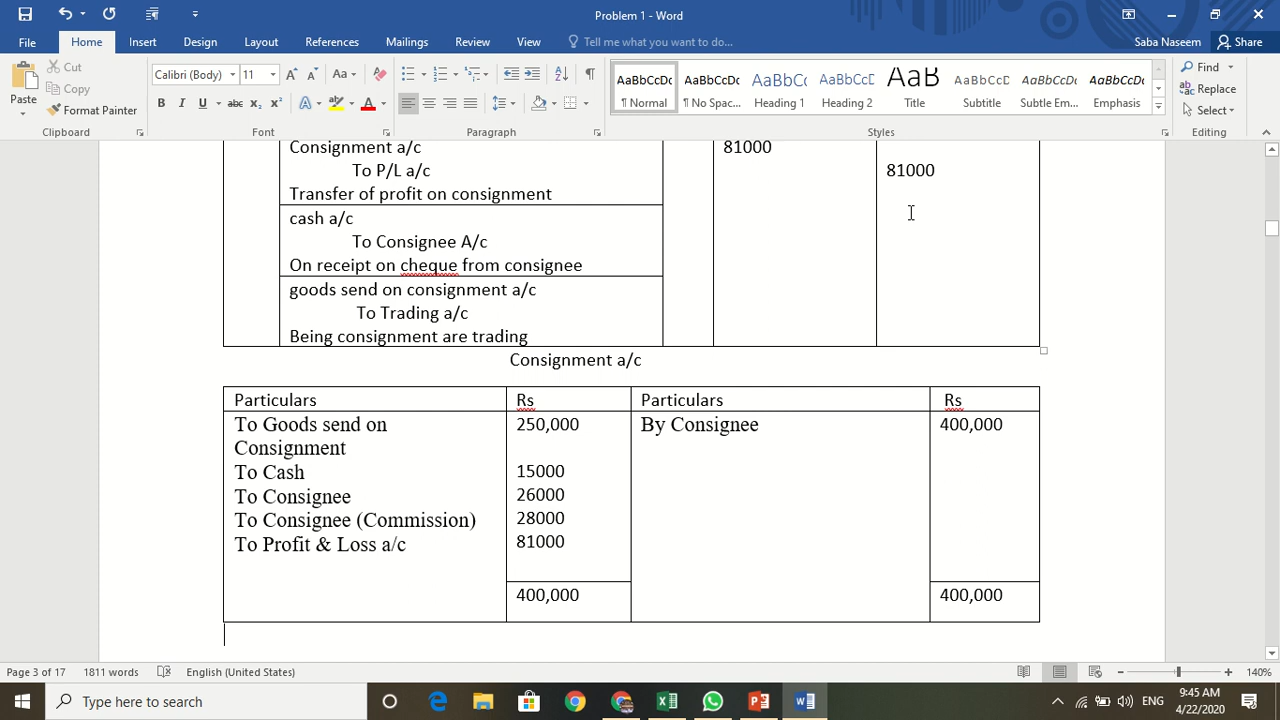 Problem 1 - Word
File Home Insert Design Layout References Mailings Review View Tell me what you want to do... Saba Naseem Share
Paste Cut Copy Format Painter Clipboard
Calibri (Body) 11 Aa
B I U abc x₂ x² A A Font
Paragraph
AaBbCcDc ¶ Normal
AaBbCcDc ¶ No Spac...
AaBbCc Heading 1
AaBbCcC Heading 2
AaB Title
AaBbCcD Subtitle
AaBbCcDc Subtle Em...
AaBbCcDc Emphasis
Styles
Find Replace Select Editing
Consignment a/c 81000
To P/L a/c 81000
Transfer of profit on consignment
cash a/c
To Consignee A/c
On receipt on cheque from consignee
goods send on consignment a/c
To Trading a/c
Being consignment are trading
Consignment a/c
Particulars Rs Particulars Rs
To Goods send on 250,000 By Consignee 400,000
Consignment
To Cash 15000
To Consignee 26000
To Consignee (Commission) 28000
To Profit & Loss a/c 81000
400,000 400,000
Page 3 of 17 1811 words English (United States) 140%
Type here to search ENG 9:45 AM
4/22/2020